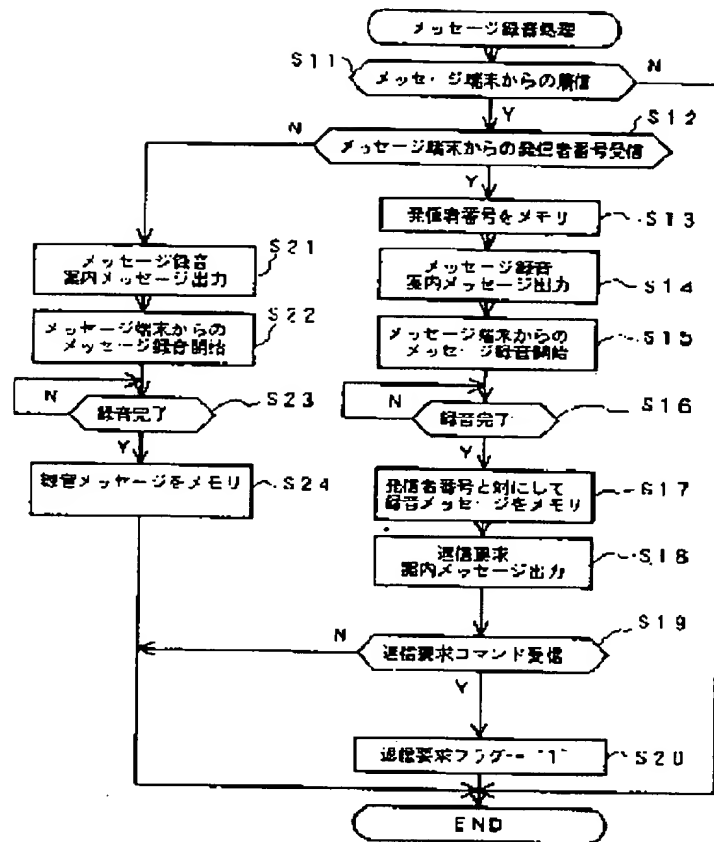 メッセージ録音処理
S11
メッセージ端末からの着信
N
Y
S12
メッセージ端末からの発信者番号受信
N
Y
発信者番号をメモリ
S13
メッセージ録音
案内メッセージ出力
S21
メッセージ録音
案内メッセージ出力
S14
メッセージ端末からの
メッセージ録音開始
S22
メッセージ端末からの
メッセージ録音開始
S15
N
録音完了
S23
Y
N
録音完了
S16
Y
録音メッセージをメモリ
S24
発信者番号と対にして
録音メッセージをメモリ
S17
返信要求
案内メッセージ出力
S18
N
返信要求コマンド受信
S19
Y
返信要求フラグ←"1"
S20
END